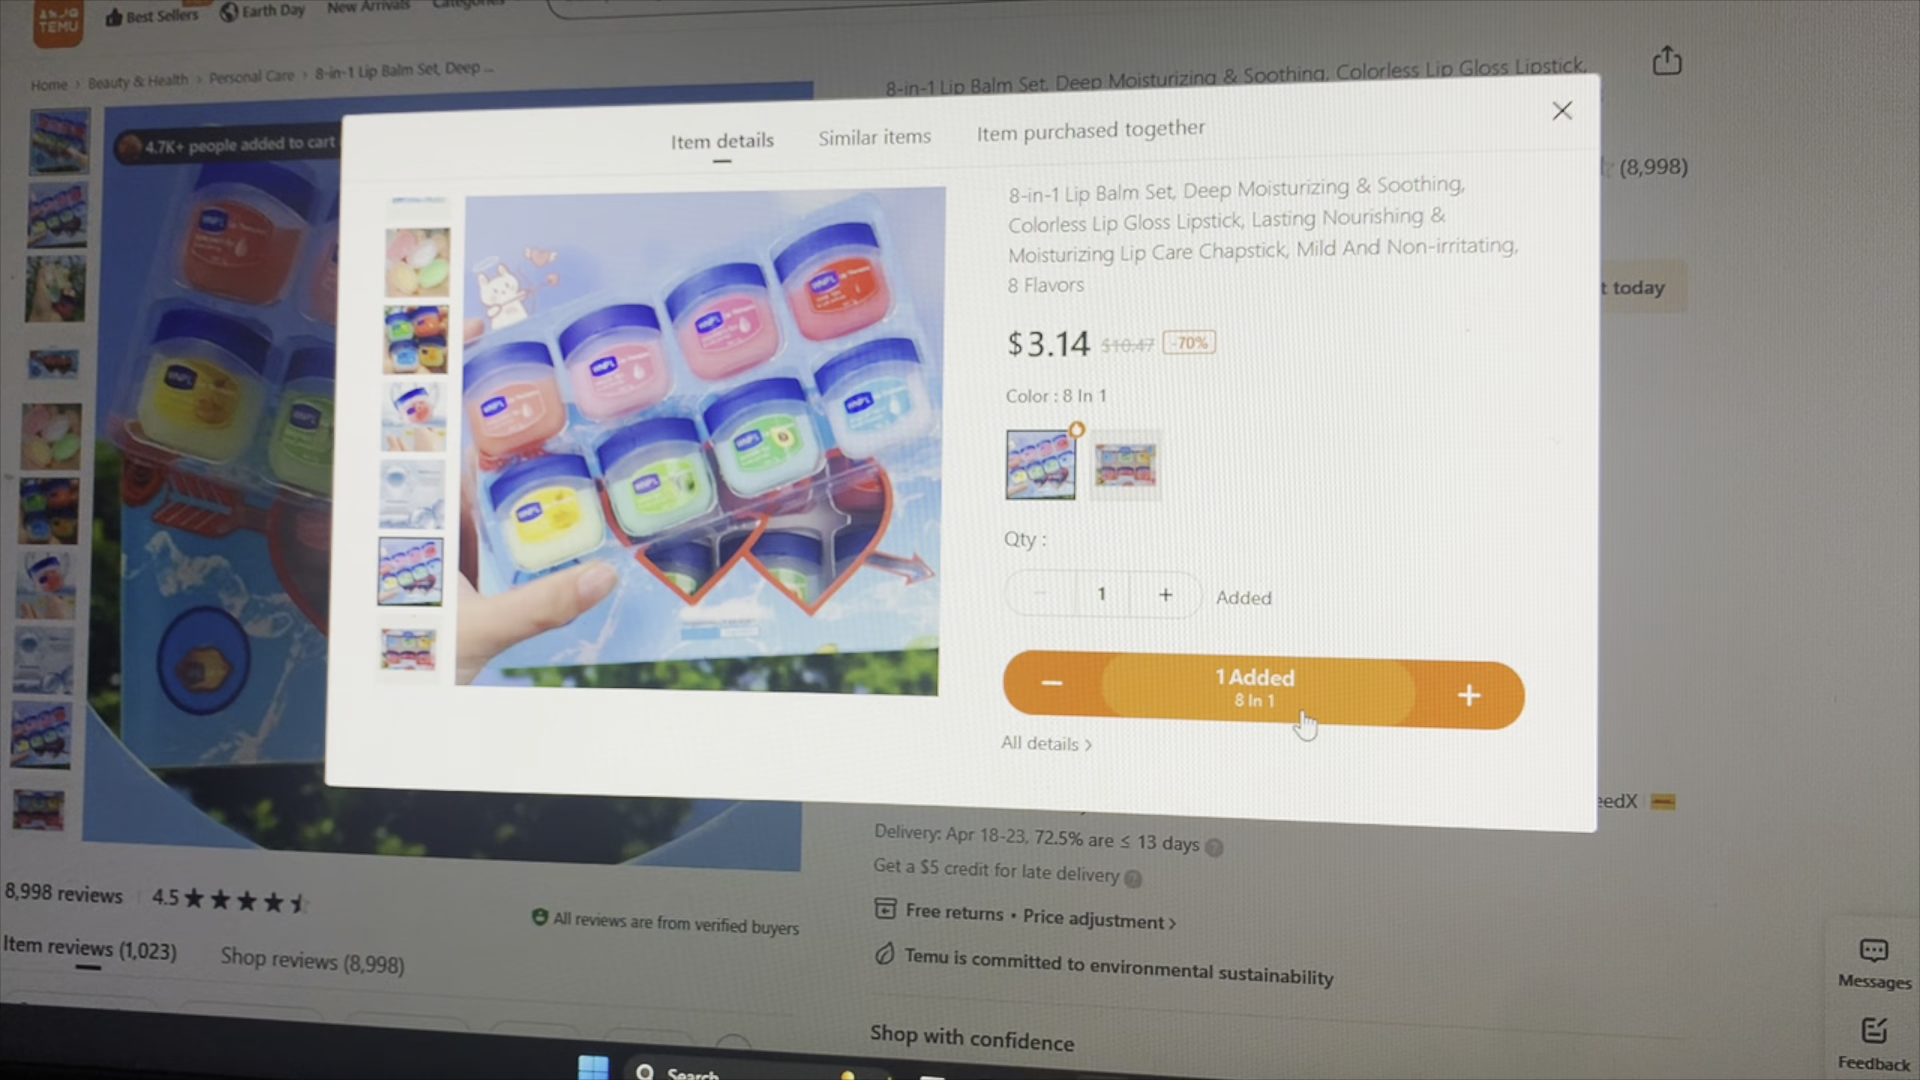 TEMU
Best Sellers
Earth Day
New Arrivals
Categories
Home › Beauty & Health › Personal Care › 8-in-1 Lip Balm Set, Deep ...
8-in-1 Lip Balm Set, Deep Moisturizing & Soothing, Colorless Lip Gloss Lipstick,
4.7K+ people added to cart
(8,998)
t today
Item details
Similar items
Item purchased together
8-in-1 Lip Balm Set, Deep Moisturizing & Soothing,
Colorless Lip Gloss Lipstick, Lasting Nourishing &
Moisturizing Lip Care Chapstick, Mild And Non-irritating,
8 Flavors
$3.14 $10.47 -70%
Color : 8 In 1
Qty :
1
Added
1 Added
8 In 1
All details ›
eedX
Delivery: Apr 18-23, 72.5% are ≤ 13 days
Get a $5 credit for late delivery
Free returns • Price adjustment ›
Temu is committed to environmental sustainability
Shop with confidence
8,998 reviews
4.5
All reviews are from verified buyers
Item reviews (1,023)
Shop reviews (8,998)
Messages
Feedback
Search